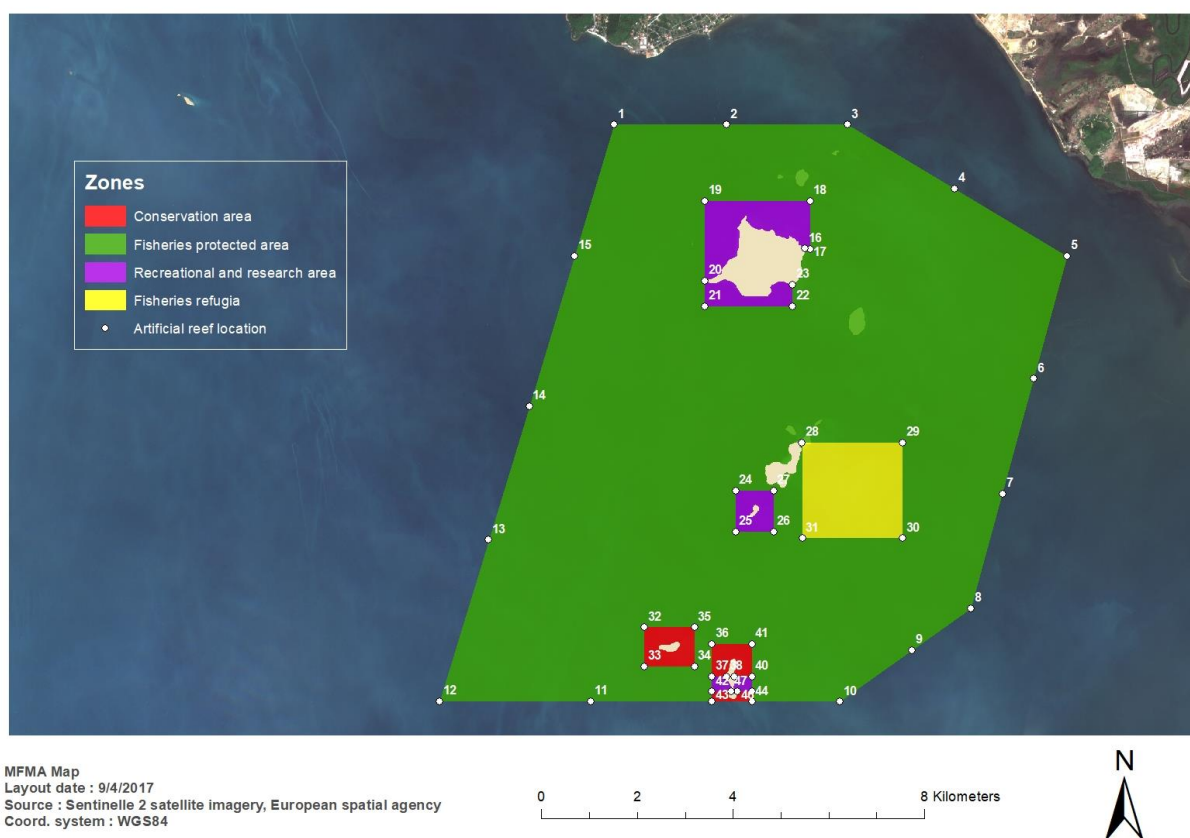 1 2 3
4
Zones
Conservation area
Fisheries protected area
Recreational and research area
Fisheries refugia
Artificial reef location
19 18
15 16 5
17
20 23
21 22
6
14
28 29
24 27 7
13 25 26 31 30
8
32 35
36 41 9
33 34 37 38 40
42 47
12 11 43 46 44 10
MFMA Map
Layout date : 9/4/2017
Source : Sentinelle 2 satellite imagery, European spatial agency
Coord. system : WGS84
0 2 4 8 Kilometers
N